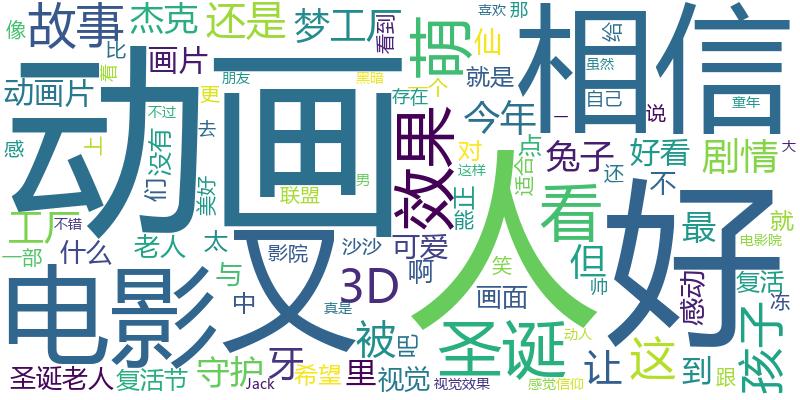 像
故事
杰克
还是
梦工厂
看到
萌
喜欢
那
仙
给
相信
比
着
画片
朋友
黑暗
一个
就是
虽然
动画片
不过
更
存在
今年
自己
童年
动画
效果
感
上
们
没有
去
对
点
适合
兔子
说
一
还
好看
剧情
大
工厂
美好
联盟
男
能
正
这样
看
不
不错
一部
什么
老人
太
影院
沙沙
可爱
又
人
但
好
最
就
电影院
电影
与
中
3D
啊
笑
画面
帅
感动
复活
冻
真是
被
吧
圣诞
动人
让
这
到
孩子
跟
圣诞老人
复活节
守护
Jack
牙
希望
里
视觉
视觉效果
感觉
信仰